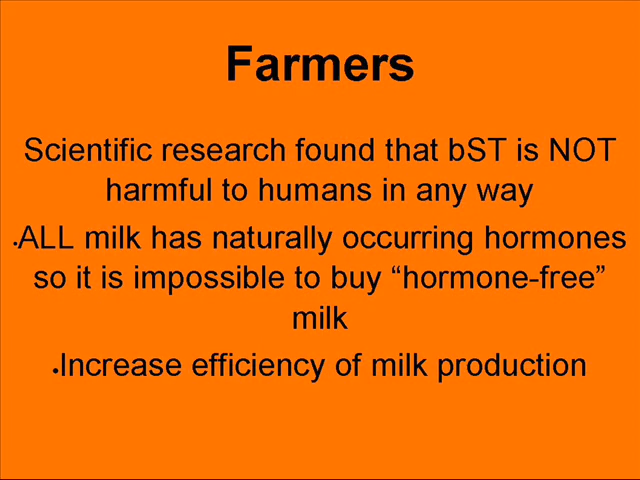 Farmers
Scientific research found that bST is NOT
harmful to humans in any way
•ALL milk has naturally occurring hormones
so it is impossible to buy “hormone-free”
milk
•Increase efficiency of milk production